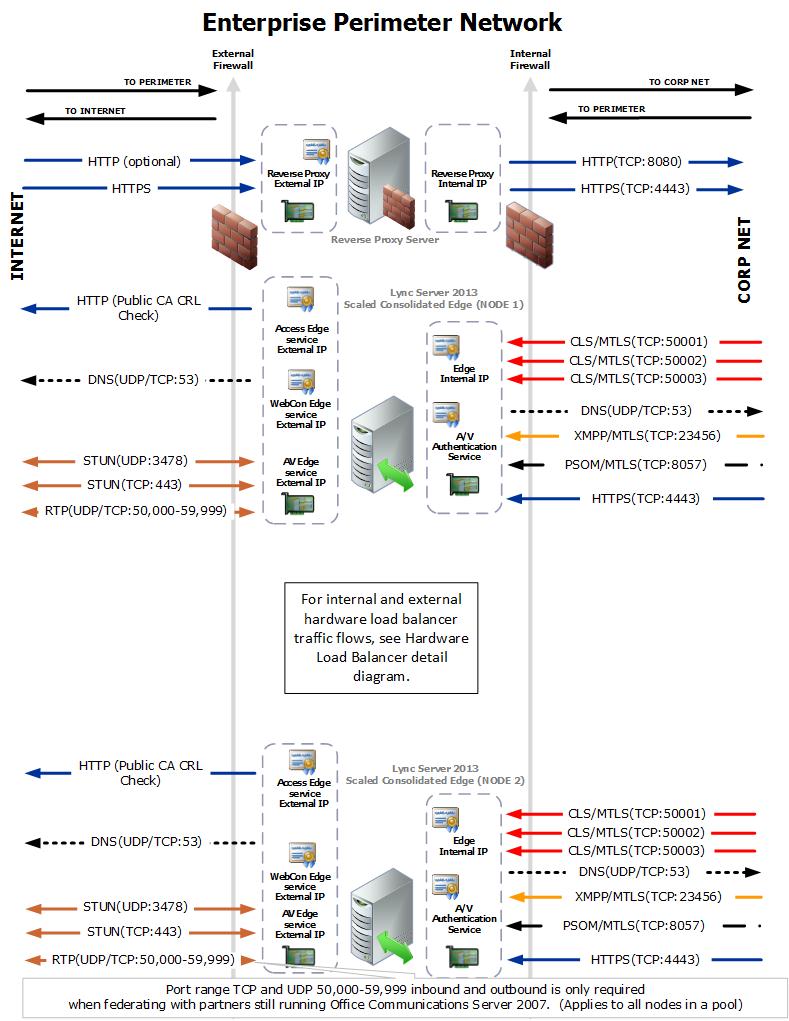 Enterprise Perimeter Network
External
Firewall
Internal
Firewall
TO PERIMETER
TO INTERNET
TO CORP NET
TO PERIMETER
INTERNET
CORP NET
HTTP (optional)
HTTPS
Reverse Proxy
External IP
Reverse Proxy
Internal IP
Reverse Proxy Server
HTTP(TCP:8080)
HTTPS(TCP:4443)
Lync Server 2013
Scaled Consolidated Edge (NODE 1)
HTTP (Public CA CRL
Check)
DNS(UDP/TCP:53)
STUN(UDP:3478)
STUN(TCP:443)
RTP(UDP/TCP:50,000-59,999)
Access Edge
service
External IP
WebCon Edge
service
External IP
AV Edge
service
External IP
Edge
Internal IP
A/V
Authentication
Service
CLS/MTLS(TCP:50001)
CLS/MTLS(TCP:50002)
CLS/MTLS(TCP:50003)
DNS(UDP/TCP:53)
XMPP/MTLS(TCP:23456)
PSOM/MTLS(TCP:8057)
HTTPS(TCP:4443)
For internal and external
hardware load balancer
traffic flows, see Hardware
Load Balancer detail
diagram.
Lync Server 2013
Scaled Consolidated Edge (NODE 2)
HTTP (Public CA CRL
Check)
DNS(UDP/TCP:53)
STUN(UDP:3478)
STUN(TCP:443)
RTP(UDP/TCP:50,000-59,999)
Access Edge
service
External IP
WebCon Edge
service
External IP
AV Edge
service
External IP
Edge
Internal IP
A/V
Authentication
Service
CLS/MTLS(TCP:50001)
CLS/MTLS(TCP:50002)
CLS/MTLS(TCP:50003)
DNS(UDP/TCP:53)
XMPP/MTLS(TCP:23456)
PSOM/MTLS(TCP:8057)
HTTPS(TCP:4443)
Port range TCP and UDP 50,000-59,999 inbound and outbound is only required
when federating with partners still running Office Communications Server 2007.  (Applies to all nodes in a pool)